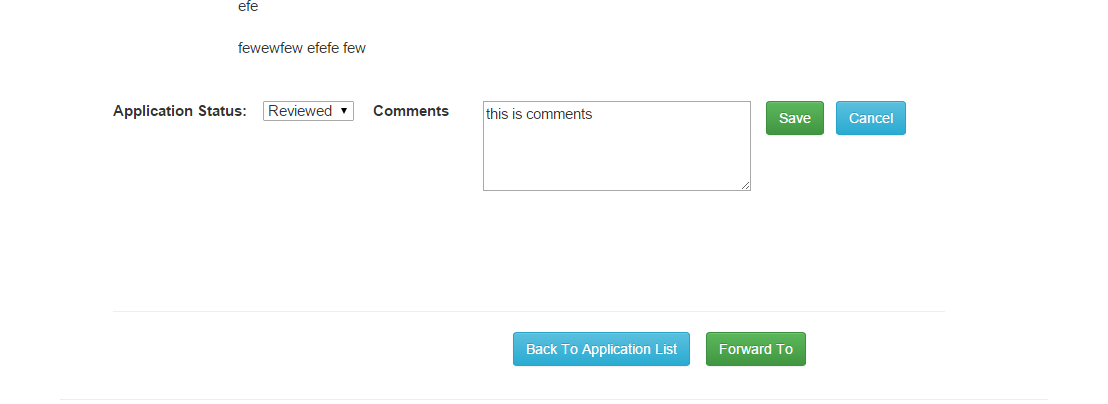 efe
fewewfew efefe few
Application Status: Reviewed Comments this is comments Save Cancel
Back To Application List Forward To